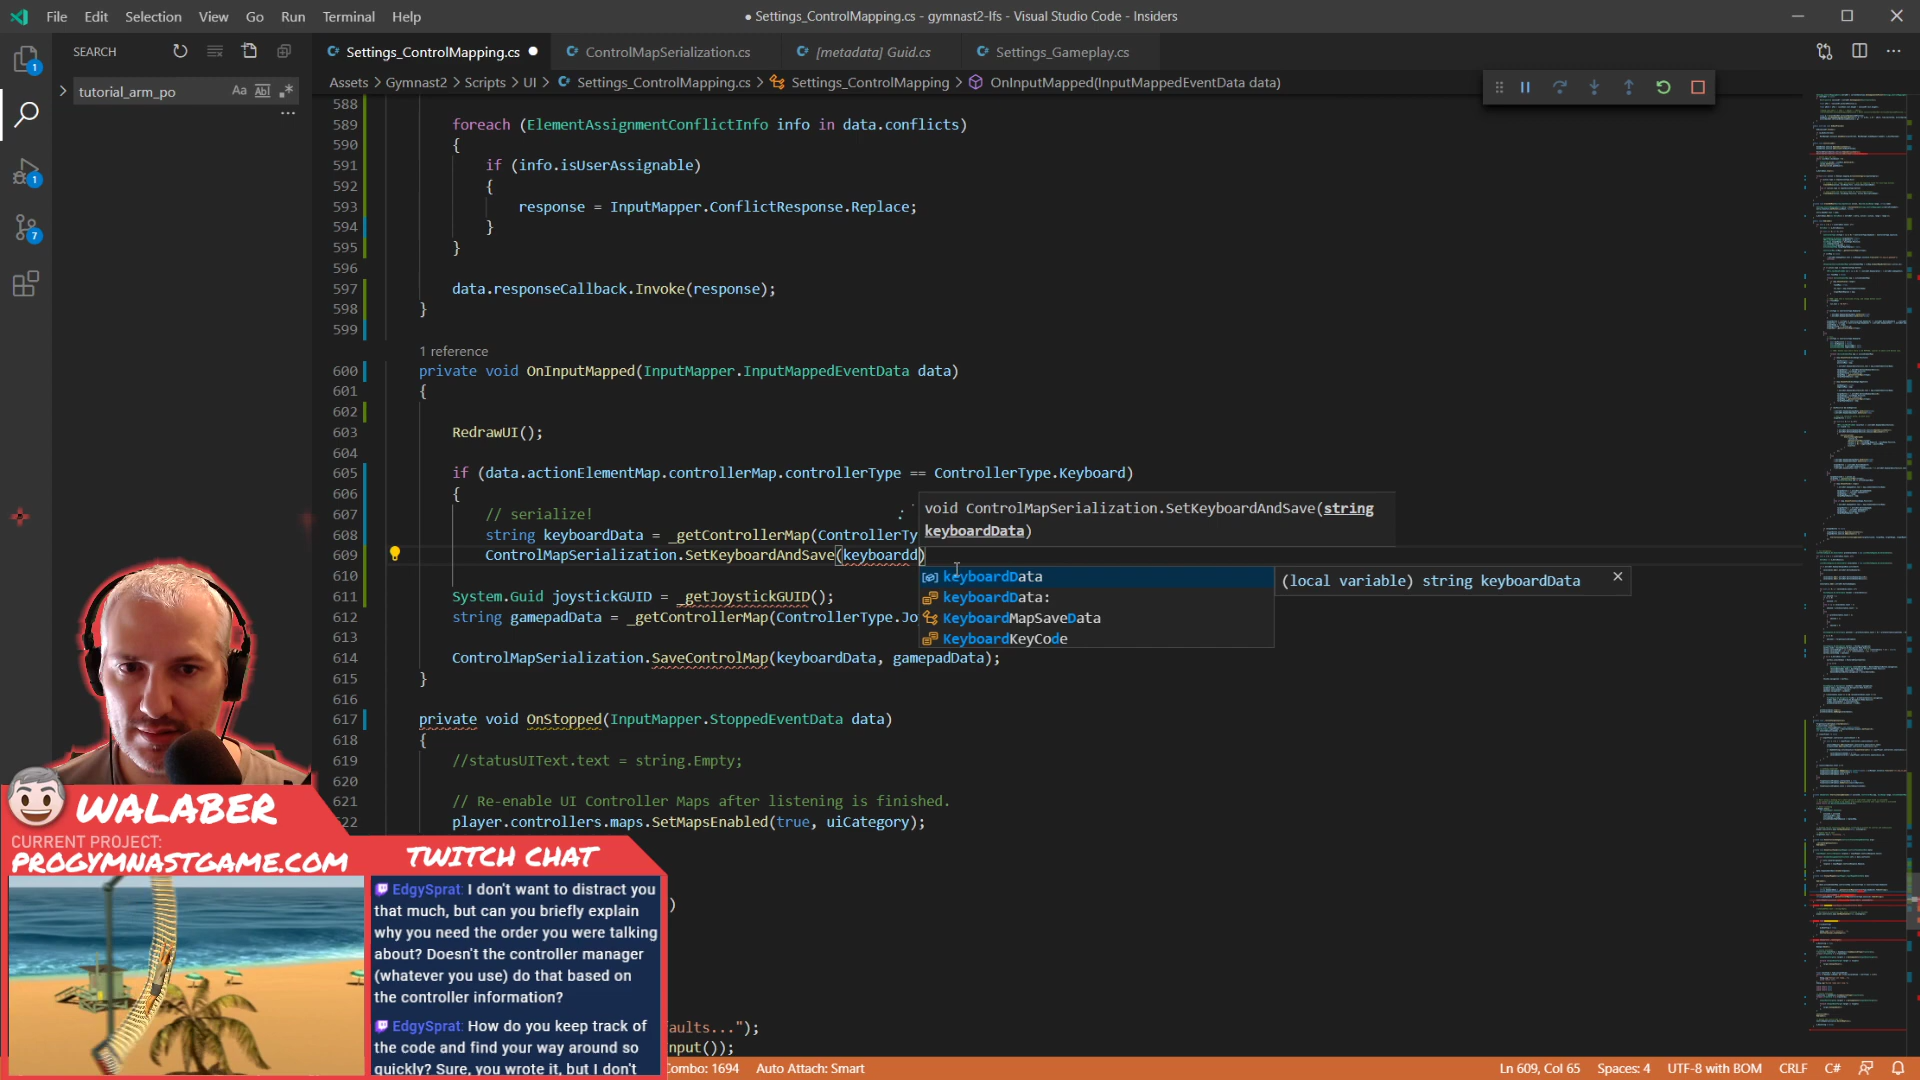 File Edit Selection View Go Run Terminal Help
● Settings_ControlMapping.cs - gymnast2-lfs - Visual Studio Code - Insiders
SEARCH
Settings_ControlMapping.cs ControlMapSerialization.cs [metadata] Guid.cs Settings_Gameplay.cs
tutorial_arm_po Aa Abl
Assets > Gymnast2 > Scripts > UI > Settings_ControlMapping.cs > Settings_ControlMapping > OnInputMapped(InputMappedEventData data)
588
589 foreach (ElementAssignmentConflictInfo info in data.conflicts)
590 {
591 if (info.isUserAssignable)
592 {
593 response = InputMapper.ConflictResponse.Replace;
594 }
595 }
596
597 data.responseCallback.Invoke(response);
598 }
599
1 reference
600 private void OnInputMapped(InputMapper.InputMappedEventData data)
601 {
602
603 RedrawUI();
604
605 if (data.actionElementMap.controllerMap.controllerType == ControllerType.Keyboard)
606 {
607 // serialize!
608 string keyboardData = _getControllerMap(ControllerTy
609 ControlMapSerialization.SetKeyboardAndSave(keyboardd)
610
611 System.Guid joystickGUID = _getJoystickGUID();
612 string gamepadData = _getControllerMap(ControllerType.Jo
613
614 ControlMapSerialization.SaveControlMap(keyboardData, gamepadData);
615 }
616
617 private void OnStopped(InputMapper.StoppedEventData data)
618 {
619 //statusUIText.text = string.Empty;
620
621 // Re-enable UI Controller Maps after listening is finished.
622 player.controllers.maps.SetMapsEnabled(true, uiCategory);
void ControlMapSerialization.SetKeyboardAndSave(string
keyboardData)
keyboardData
keyboardData:
KeyboardMapSaveData
KeyboardKeyCode
(local variable) string keyboardData
)
aults...");
nput());
1
1
7
WALABER
CURRENT PROJECT:
PROGYMNASTGAME.COM
TWITCH CHAT
EdgySprat: I don't want to distract you
that much, but can you briefly explain
why you need the order you were talking
about? Doesn't the controller manager
(whatever you use) do that based on
the controller information?
EdgySprat: How do you keep track of
the code and find your way around so
quickly? Sure, you wrote it, but I don't
Combo: 1694 Auto Attach: Smart
Ln 609, Col 65 Spaces: 4 UTF-8 with BOM CRLF C#